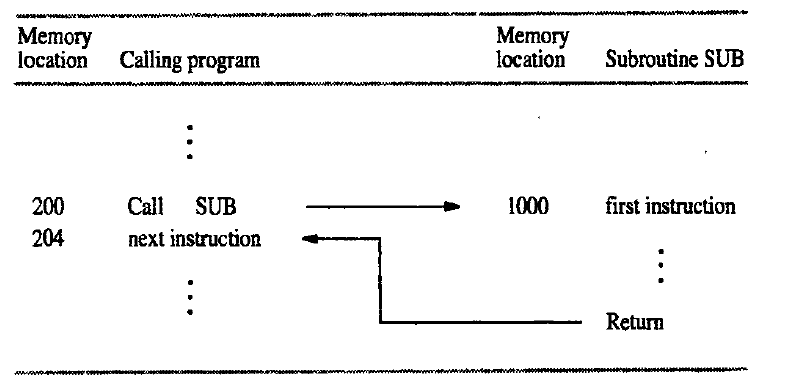 Memory location Calling program Memory location Subroutine SUB
200 Call SUB 1000 first instruction
204 next instruction
Return